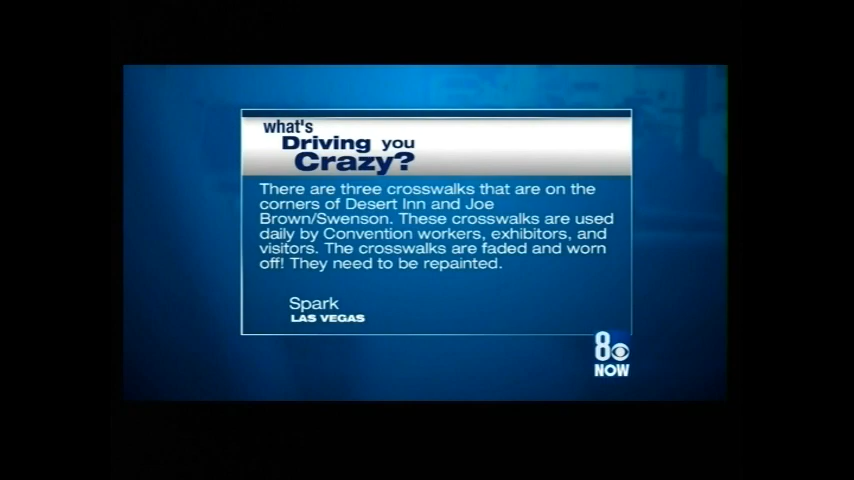 what's
Driving you
Crazy?
There are three crosswalks that are on the
corners of Desert Inn and Joe
Brown/Swenson. These crosswalks are used
daily by Convention workers, exhibitors, and
visitors. The crosswalks are faded and worn
off! They need to be repainted.
Spark
LAS VEGAS
8
NOW